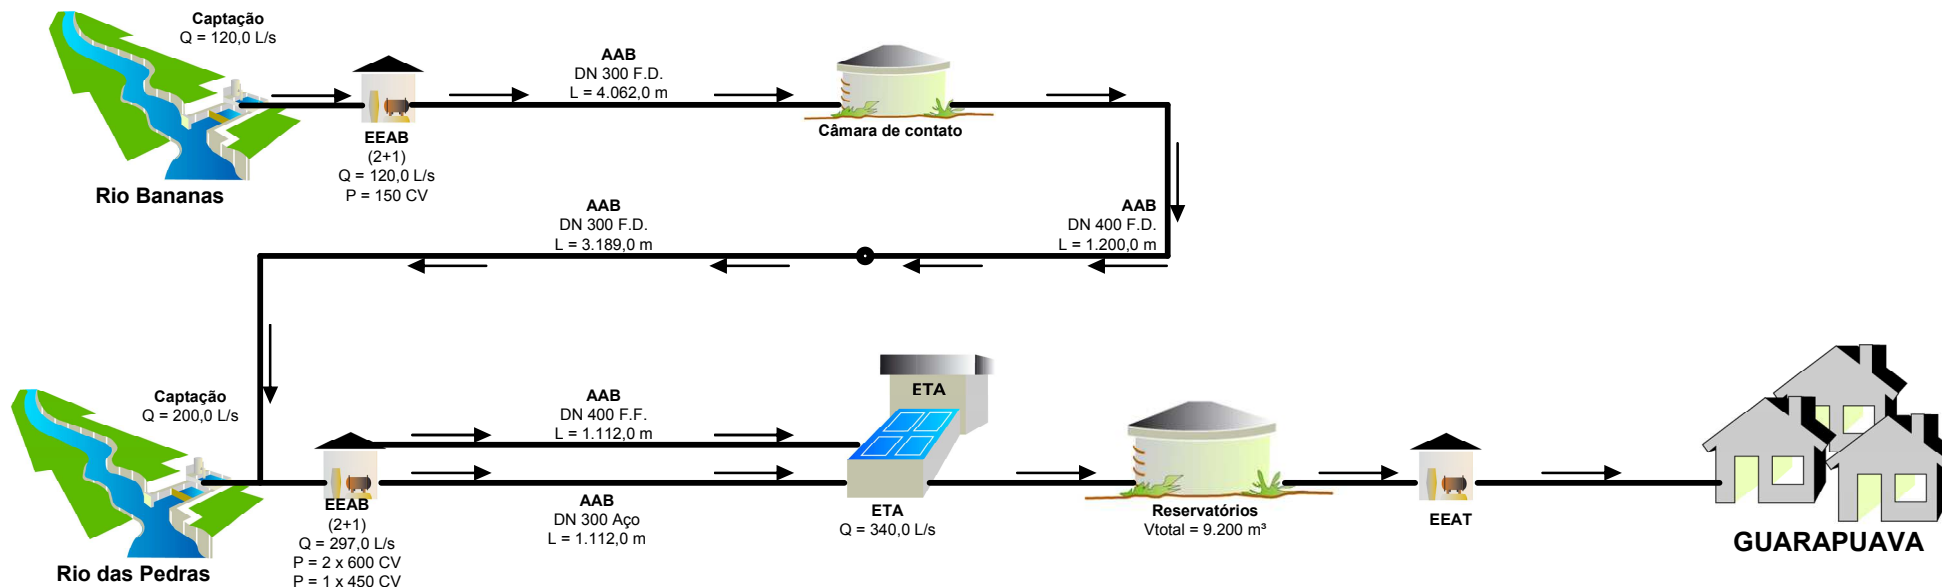 Captação
Q = 120,0 L/s
AAB
DN 300 F.D.
L = 4.062,0 m
Câmara de contato
EEAB
(2+1)
Q = 120,0 L/s
P = 150 CV
Rio Bananas
AAB
DN 300 F.D.
L = 3.189,0 m
AAB
DN 400 F.D.
L = 1.200,0 m
Captação
Q = 200,0 L/s
AAB
DN 400 F.F.
L = 1.112,0 m
ETA
EEAB
(2+1)
Q = 297,0 L/s
P = 2 x 600 CV
P = 1 x 450 CV
Rio das Pedras
AAB
DN 300 Aço
L = 1.112,0 m
ETA
Q = 340,0 L/s
Reservatórios
Vtotal = 9.200 m³
EEAT
GUARAPUAVA